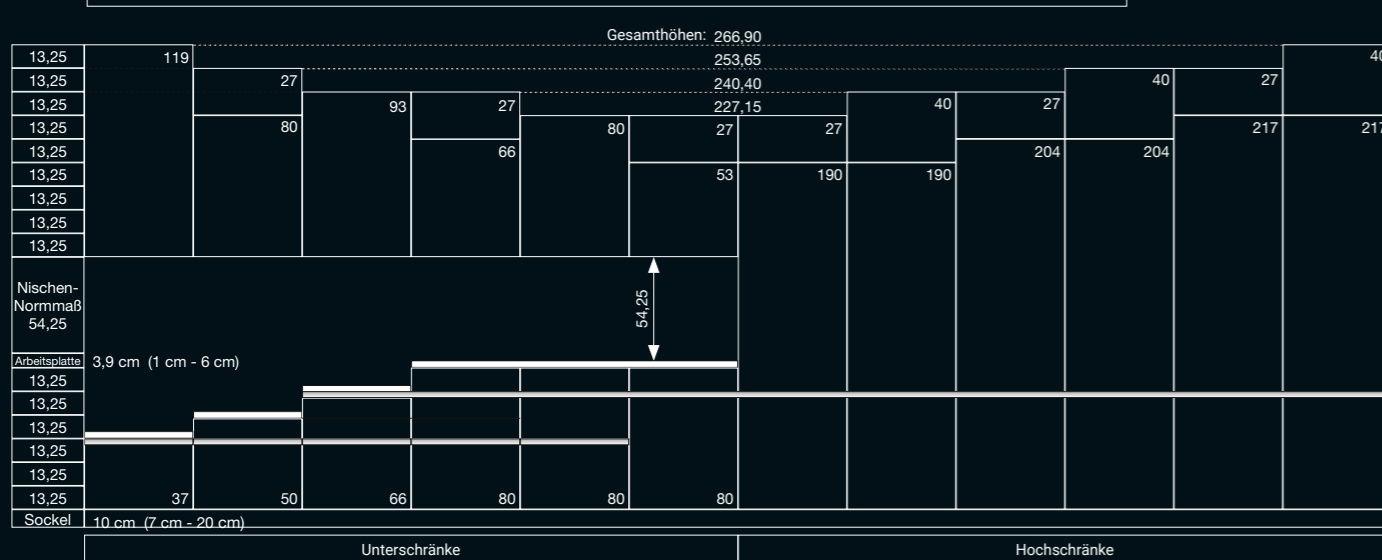 Gesamthöhen: 266,90
13,25 119 253,65 40
13,25 27 240,40 40 27
13,25 93 27 227,15 40 27
13,25 80 80 27 27 217 217
13,25 66 204 204
13,25 53 190 190
13,25
13,25
13,25
Nischen-
Normmaß
54,25
54,25
Arbeitsplatte 3,9 cm (1 cm - 6 cm)
13,25
13,25
13,25
13,25
13,25
13,25 37 50 66 80 80 80
Sockel 10 cm (7 cm - 20 cm)
Unterschränke Hochschränke